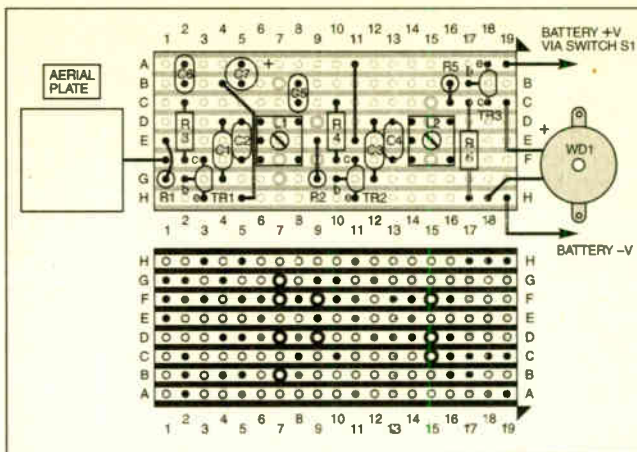 1 2 3 4 5 6 7 8 9 10 11 12 13 14 15 16 17 18 19
BATTERY +V
VIA SWITCH S1
AERIAL
PLATE
A
B
C
D
E
F
G
H
C6
C7
+
C5
R5
b
e
c
TR3
B
C
D
F
H
R3
C1
C2
L1
R4
C3
C4
L2
R6
+
WD1
R1
b
c
e
TR1
R2
b
c
e
TR2
1 2 3 4 5 6 7 8 9 10 11 12 13 14 15 16 17 18 19
BATTERY –V
H H
G G
F F
E E
D D
C C
B B
A A
1 2 3 4 5 6 7 8 9 10 11 12 13 14 15 16 17 18 19